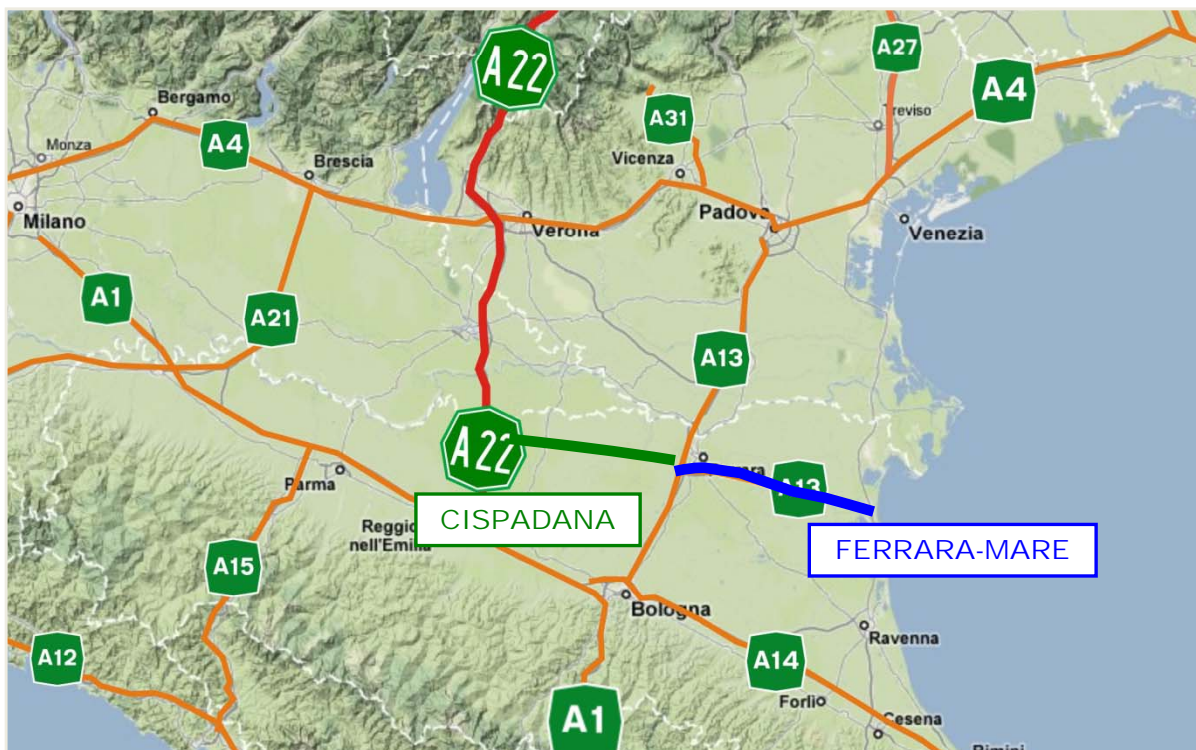 A22
A27
A4
Bergamo
A31
Treviso
A4
Monza
Brescia
Vicenza
Milano
Padova
Verona
Venezia
A1
A21
A13
A22
Parma
A13
CISPADANA
Reggio
nell'Emilia
FERRARA-MARE
A15
Bologna
Ravenna
A12
A14
Forlì
A1
Cesena